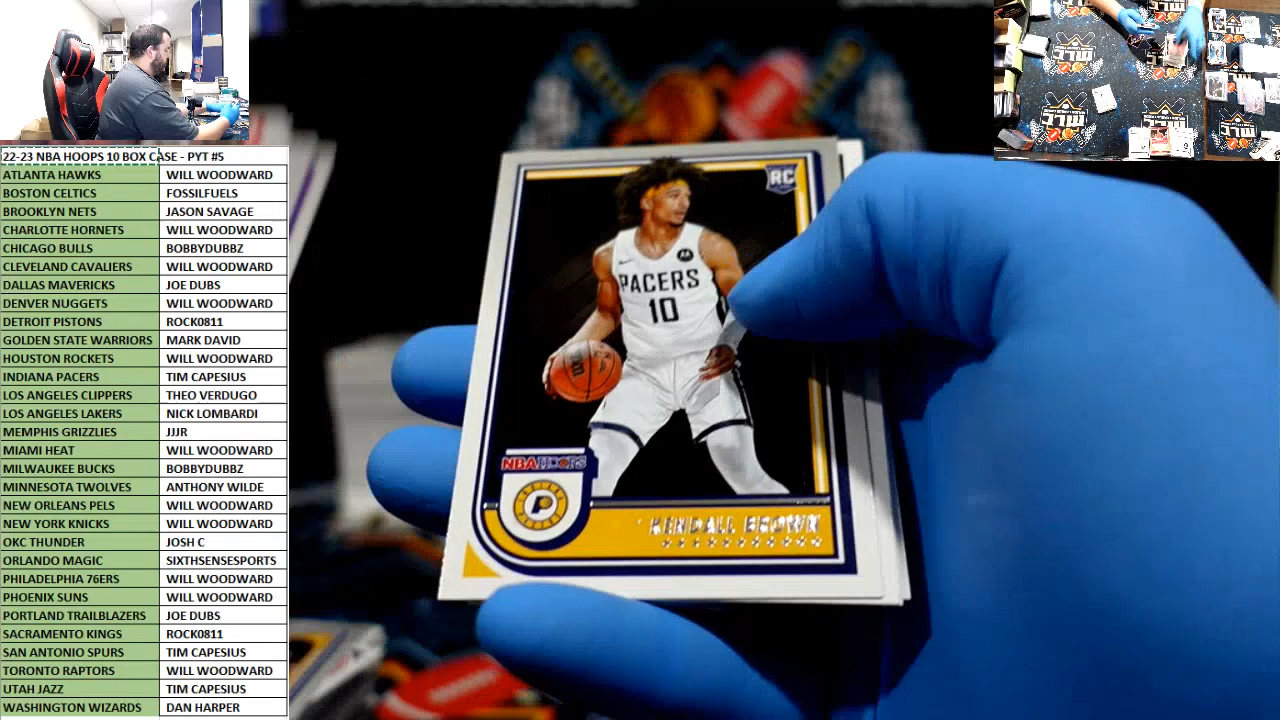 22-23 NBA HOOPS 10 BOX CASE - PYT #5
ATLANTA HAWKS WILL WOODWARD
BOSTON CELTICS FOSSILFUELS
BROOKLYN NETS JASON SAVAGE
CHARLOTTE HORNETS WILL WOODWARD
CHICAGO BULLS BOBBYDUBBZ
CLEVELAND CAVALIERS WILL WOODWARD
DALLAS MAVERICKS JOE DUBS
DENVER NUGGETS WILL WOODWARD
DETROIT PISTONS ROCK0811
GOLDEN STATE WARRIORS MARK DAVID
HOUSTON ROCKETS WILL WOODWARD
INDIANA PACERS TIM CAPESIUS
LOS ANGELES CLIPPERS THEO VERDUGO
LOS ANGELES LAKERS NICK LOMBARDI
MEMPHIS GRIZZLIES JJJR
MIAMI HEAT WILL WOODWARD
MILWAUKEE BUCKS BOBBYDUBBZ
MINNESOTA TWOLVES ANTHONY WILDE
NEW ORLEANS PELS WILL WOODWARD
NEW YORK KNICKS WILL WOODWARD
OKC THUNDER JOSH C
ORLANDO MAGIC SIXTHSENSESPORTS
PHILADELPHIA 76ERS WILL WOODWARD
PHOENIX SUNS WILL WOODWARD
PORTLAND TRAILBLAZERS JOE DUBS
SACRAMENTO KINGS ROCK0811
SAN ANTONIO SPURS TIM CAPESIUS
TORONTO RAPTORS WILL WOODWARD
UTAH JAZZ TIM CAPESIUS
WASHINGTON WIZARDS DAN HARPER
RC
PACERS
10
NBA HOOPS
KENDALL BROWN